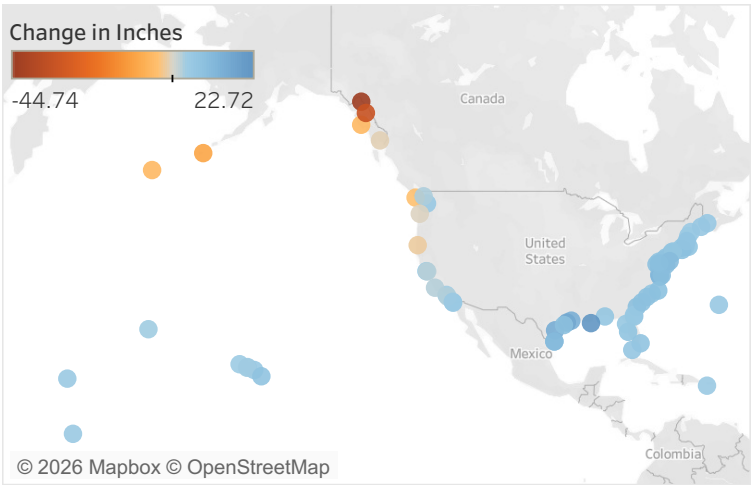 Change in Inches
-44.74 22.72
Canada
United
States
Mexico
Colombia
© 2026 Mapbox © OpenStreetMap